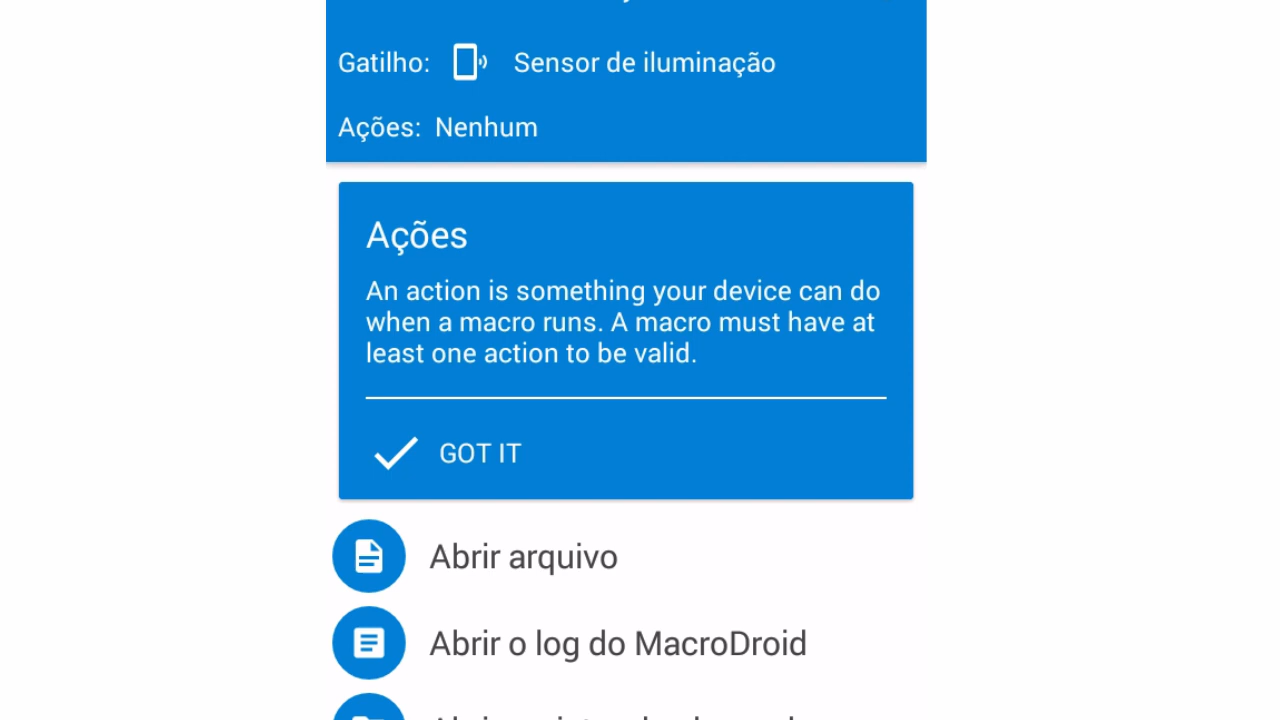 Gatilho: Sensor de iluminação
Ações: Nenhum
Ações
An action is something your device can do
when a macro runs. A macro must have at
least one action to be valid.
GOT IT
Abrir arquivo
Abrir o log do MacroDroid